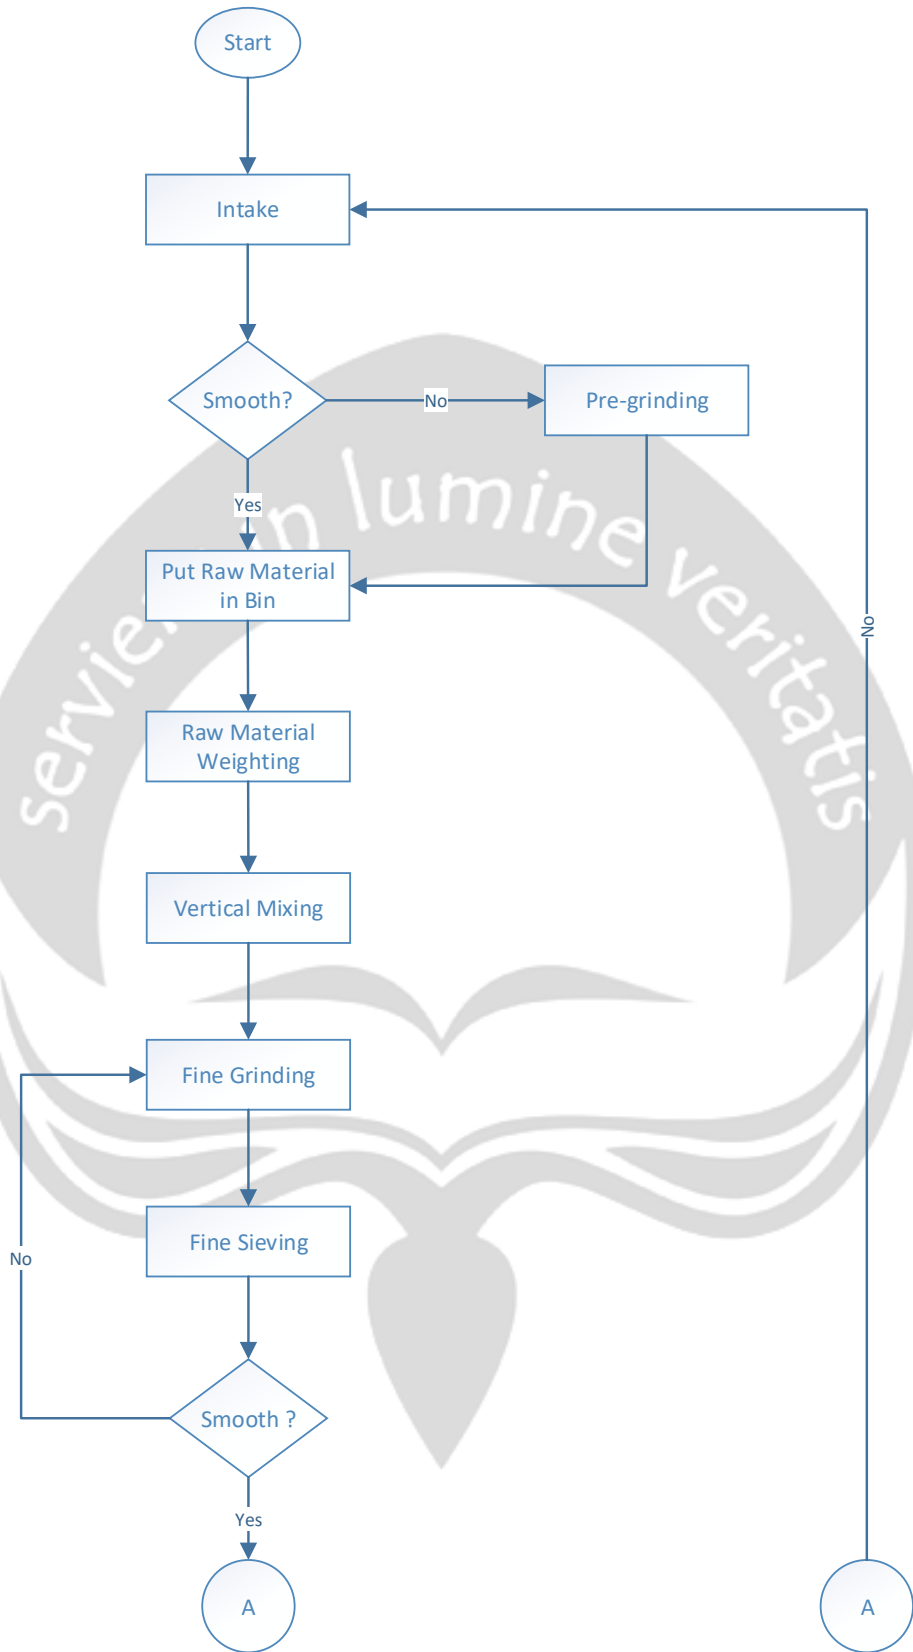 Start
Intake
Smooth?
No
Pre-grinding
Yes
Put Raw Material
in Bin
No
Raw Material
Weighting
Vertical Mixing
Fine Grinding
Fine Sieving
No
Smooth ?
Yes
A
A
in lumine veritatis